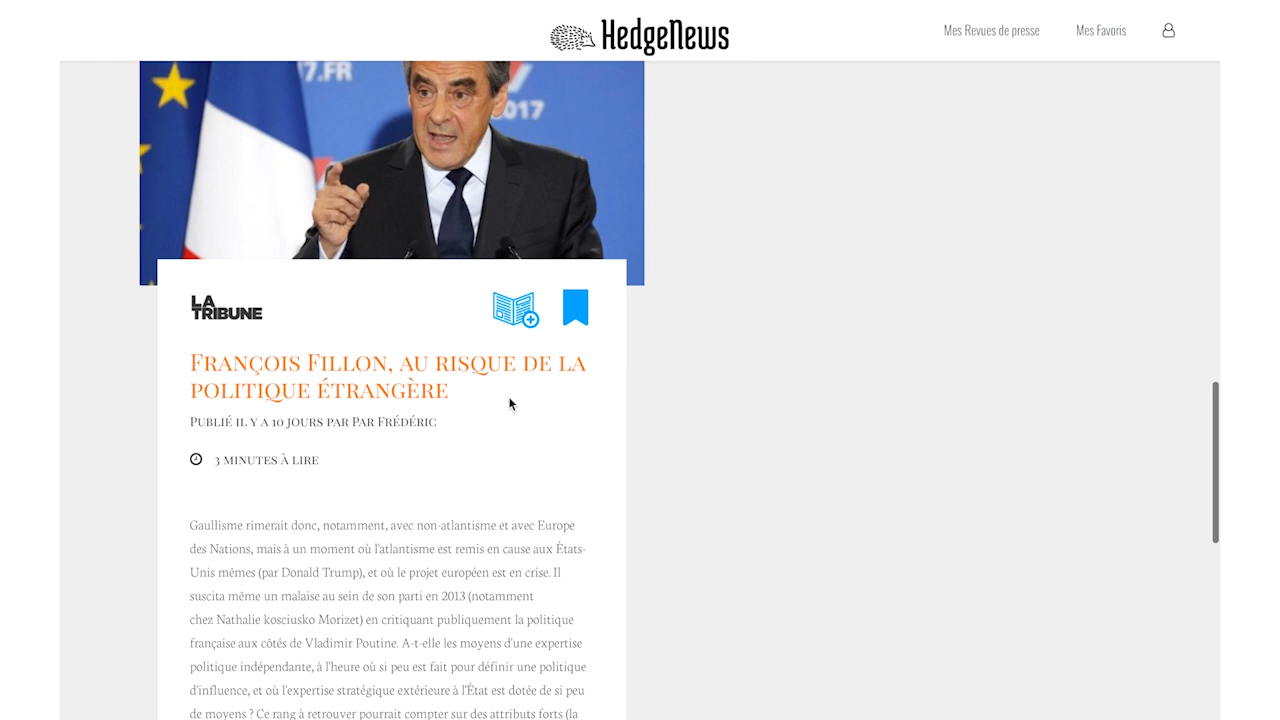 HedgeNews
Mes Revues de presse
Mes Favoris
7.FR
2017
LA
TRIBUNE
François Fillon, au risque de la
politique étrangère
Publié il y a 10 jours par Par Frédéric
3 minutes à lire
Gaullisme rimerait donc, notamment, avec non-atlantisme et avec Europe
des Nations, mais à un moment où l'atlantisme est remis en cause aux États-
Unis mêmes (par Donald Trump), et où le projet européen est en crise. Il
suscita même un malaise au sein de son parti en 2013 (notamment
chez Nathalie kosciusko Morizet) en critiquant publiquement la politique
française aux côtés de Vladimir Poutine. A-t-elle les moyens d'une expertise
politique indépendante, à l'heure où si peu est fait pour définir une politique
d'influence, et où l'expertise stratégique extérieure à l'État est dotée de si peu
de moyens ? Ce rang à retrouver pourrait compter sur des attributs forts (la